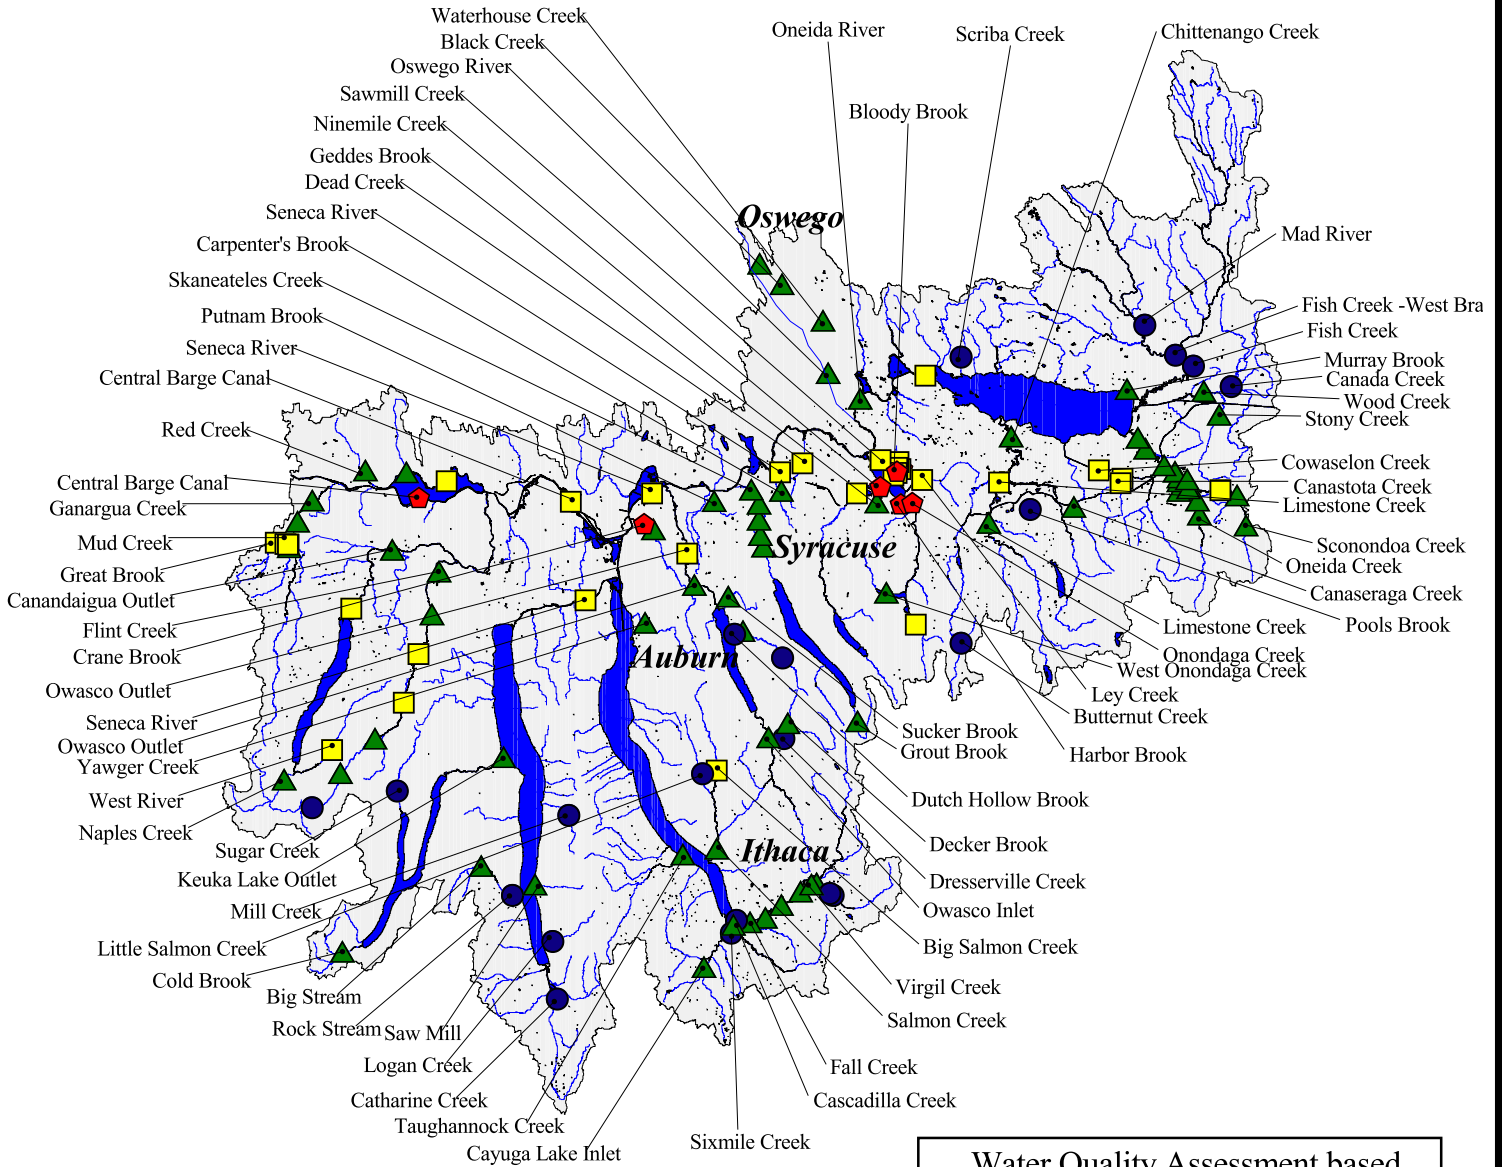 Waterhouse Creek
Black Creek
Oswego River
Sawmill Creek
Ninemile Creek
Geddes Brook
Dead Creek
Seneca River
Carpenter's Brook
Skaneateles Creek
Putnam Brook
Seneca River
Central Barge Canal
Red Creek
Central Barge Canal
Ganargua Creek
Mud Creek
Great Brook
Canandaigua Outlet
Flint Creek
Crane Brook
Owasco Outlet
Seneca River
Owasco Outlet
Yawger Creek
West River
Naples Creek
Sugar Creek
Keuka Lake Outlet
Mill Creek
Little Salmon Creek
Cold Brook
Big Stream
Rock Stream
Saw Mill
Logan Creek
Catharine Creek
Taughannock Creek
Cayuga Lake Inlet
Oneida River
Scriba Creek
Chittenango Creek
Bloody Brook
Oswego
Syracuse
Auburn
Ithaca
Mad River
Fish Creek -West Bra
Fish Creek
Murray Brook
Canada Creek
Wood Creek
Stony Creek
Cowaselon Creek
Canastota Creek
Limestone Creek
Sconondoa Creek
Oneida Creek
Canaseraga Creek
Pools Brook
Limestone Creek
Onondaga Creek
West Onondaga Creek
Ley Creek
Butternut Creek
Harbor Brook
Sucker Brook
Grout Brook
Dutch Hollow Brook
Decker Brook
Dresserville Creek
Owasco Inlet
Big Salmon Creek
Virgil Creek
Salmon Creek
Fall Creek
Cascadilla Creek
Sixmile Creek
Water Quality Assessment based